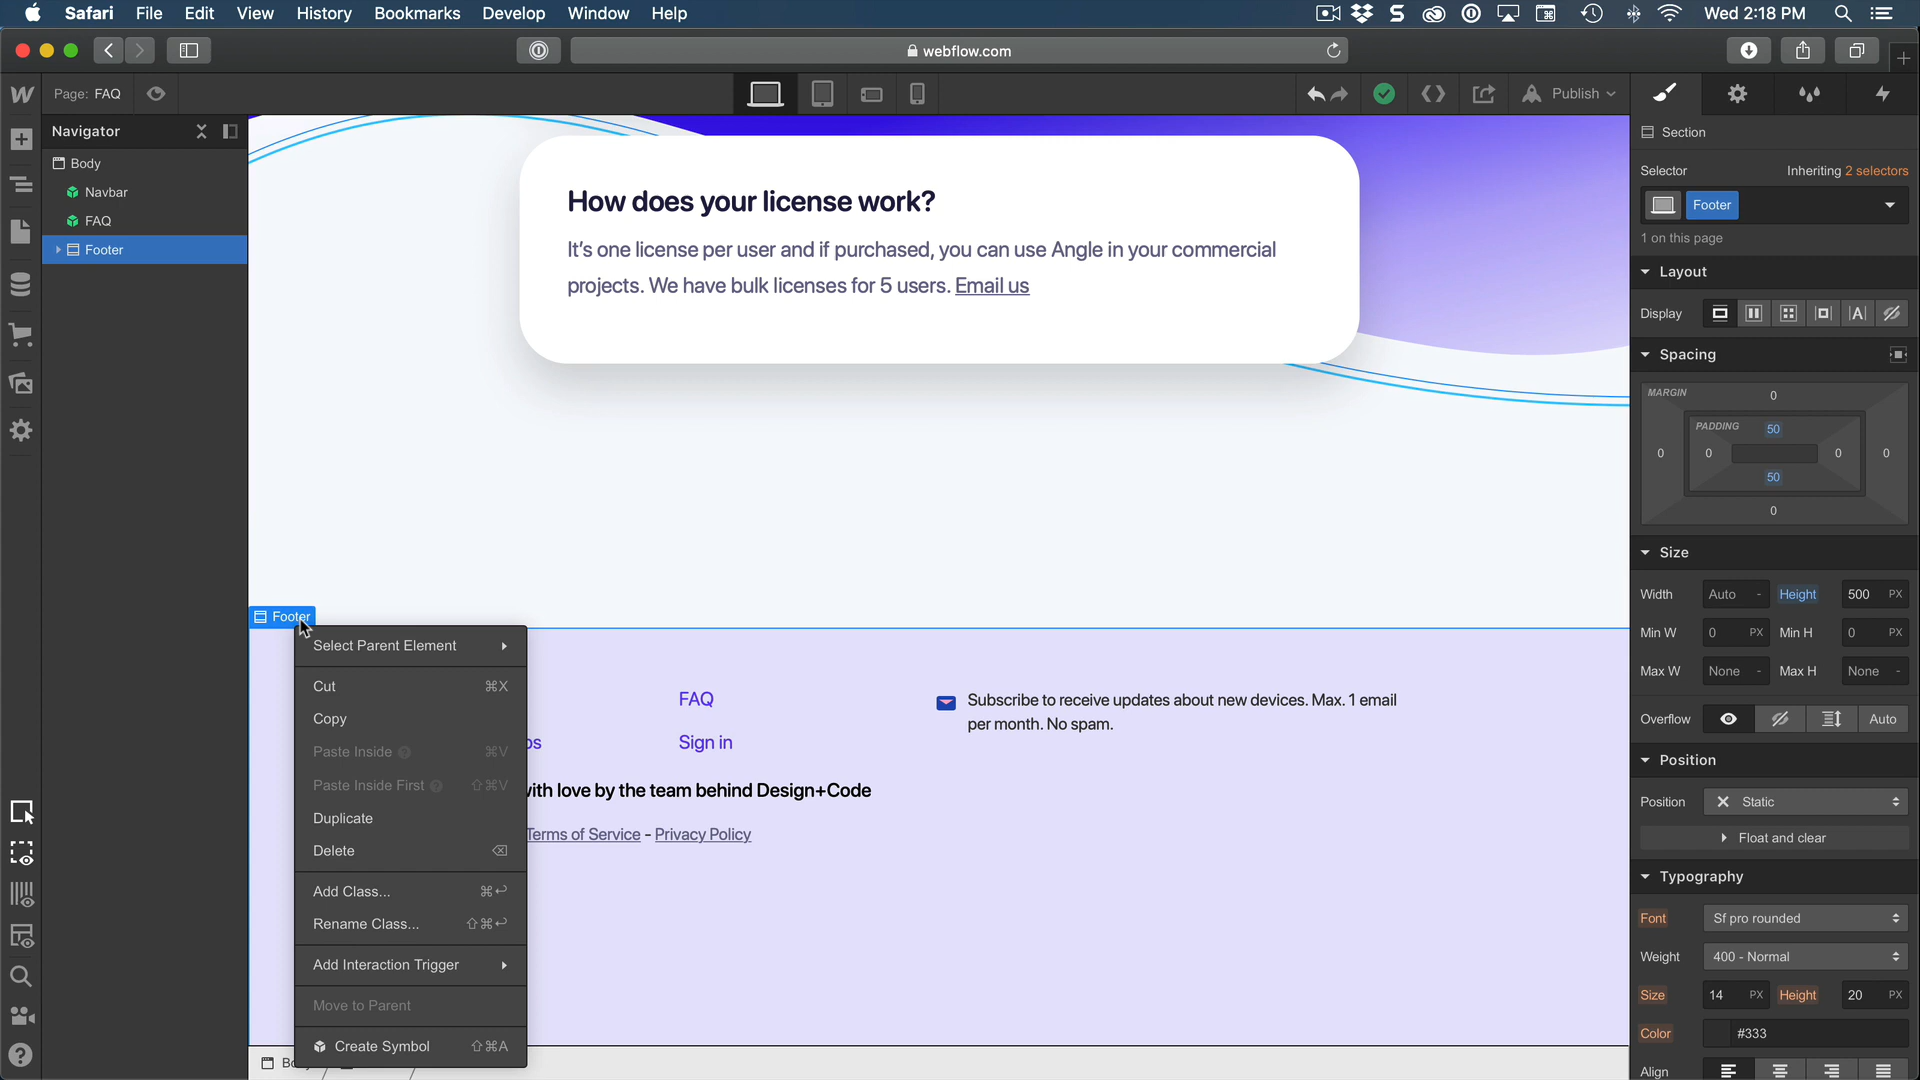 Safari File Edit View History Bookmarks Develop Window Help Wed 2:18 PM
webflow.com
Page: FAQ
Publish
Navigator
Body
Navbar
FAQ
Footer
How does your license work?
It's one license per user and if purchased, you can use Angle in your commercial
projects. We have bulk licenses for 5 users. Email us
Footer
Select Parent Element
Cut ⌘X
Copy
Paste Inside ⌘V
Paste Inside First ⇧⌘V
Duplicate
Delete ⌫
Add Class... ⌘↩
Rename Class... ⇧⌘↩
Add Interaction Trigger
Move to Parent
Create Symbol ⇧⌘A
FAQ
Sign in
Subscribe to receive updates about new devices. Max. 1 email
per month. No spam.
with love by the team behind Design+Code
Terms of Service - Privacy Policy
Section
Selector Inheriting 2 selectors
Footer
1 on this page
Layout
Display
Spacing
MARGIN 0
PADDING 50
0 0 0 0
50
0
Size
Width Auto - Height 500 PX
Min W 0 PX Min H 0 PX
Max W None - Max H None -
Overflow Auto
Position
Position Static
Float and clear
Typography
Font Sf pro rounded
Weight 400 - Normal
Size 14 PX Height 20 PX
Color #333
Align